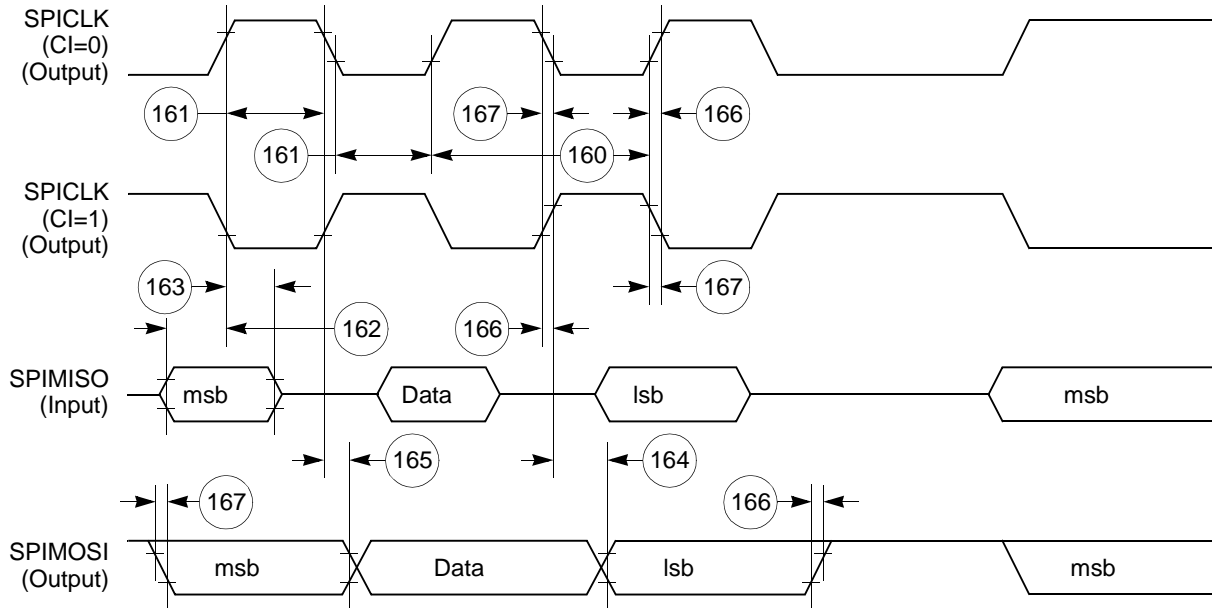 SPICLK
(CI=0)
(Output)
161
167
166
161
160
SPICLK
(CI=1)
(Output)
163
167
162
166
SPIMISO
(Input)
msb
Data
lsb
msb
165
164
167
166
SPIMOSI
(Output)
msb
Data
lsb
msb